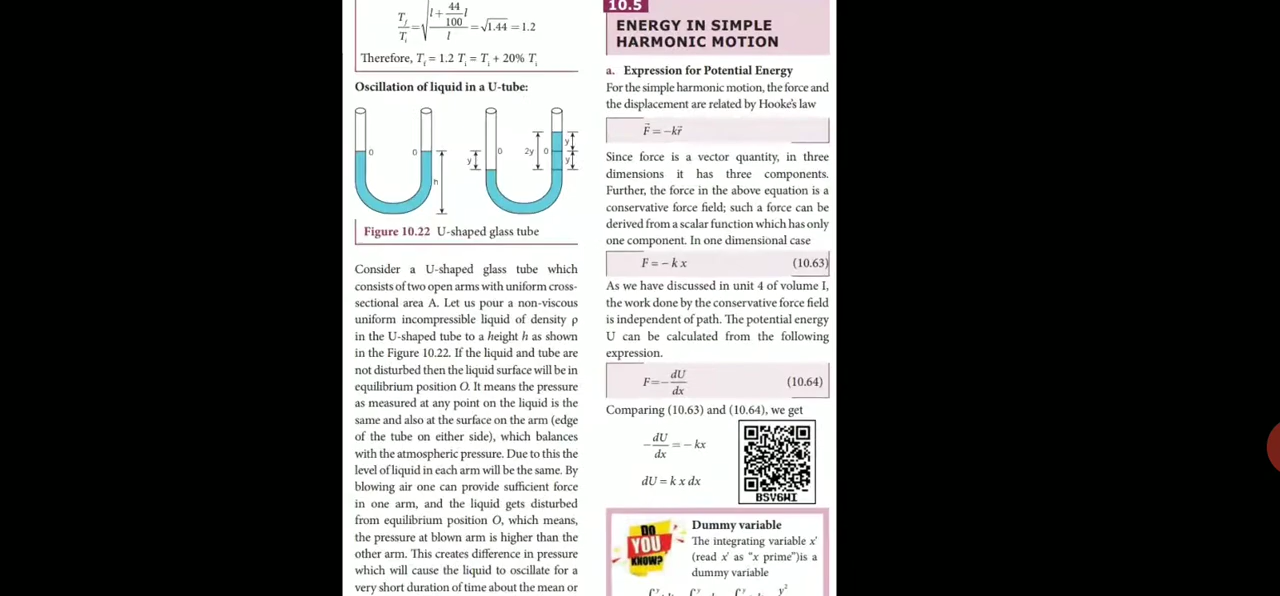 T_f/T_i = √((l + 44/100 l)/l) = √1.44 = 1.2
Therefore, T_f = 1.2 T_i = T_i + 20% T_i
Oscillation of liquid in a U-tube:
0 0 h y 0 2y 0 y y
Figure 10.22 U-shaped glass tube
Consider a U-shaped glass tube which
consists of two open arms with uniform cross-
sectional area A. Let us pour a non-viscous
uniform incompressible liquid of density ρ
in the U-shaped tube to a height h as shown
in the Figure 10.22. If the liquid and tube are
not disturbed then the liquid surface will be in
equilibrium position O. It means the pressure
as measured at any point on the liquid is the
same and also at the surface on the arm (edge
of the tube on either side), which balances
with the atmospheric pressure. Due to this the
level of liquid in each arm will be the same. By
blowing air one can provide sufficient force
in one arm, and the liquid gets disturbed
from equilibrium position O, which means,
the pressure at blown arm is higher than the
other arm. This creates difference in pressure
which will cause the liquid to oscillate for a
very short duration of time about the mean or
10.5
ENERGY IN SIMPLE
HARMONIC MOTION
a. Expression for Potential Energy
For the simple harmonic motion, the force and
the displacement are related by Hooke's law
F⃗ = −kr⃗
Since force is a vector quantity, in three
dimensions it has three components.
Further, the force in the above equation is a
conservative force field; such a force can be
derived from a scalar function which has only
one component. In one dimensional case
F = − k x (10.63)
As we have discussed in unit 4 of volume I,
the work done by the conservative force field
is independent of path. The potential energy
U can be calculated from the following
expression.
F = − dU/dx (10.64)
Comparing (10.63) and (10.64), we get
− dU/dx = − kx
dU = k x dx
BSV6WI
DO
YOU
KNOW?
Dummy variable
The integrating variable x′
(read x′ as "x prime")is a
dummy variable